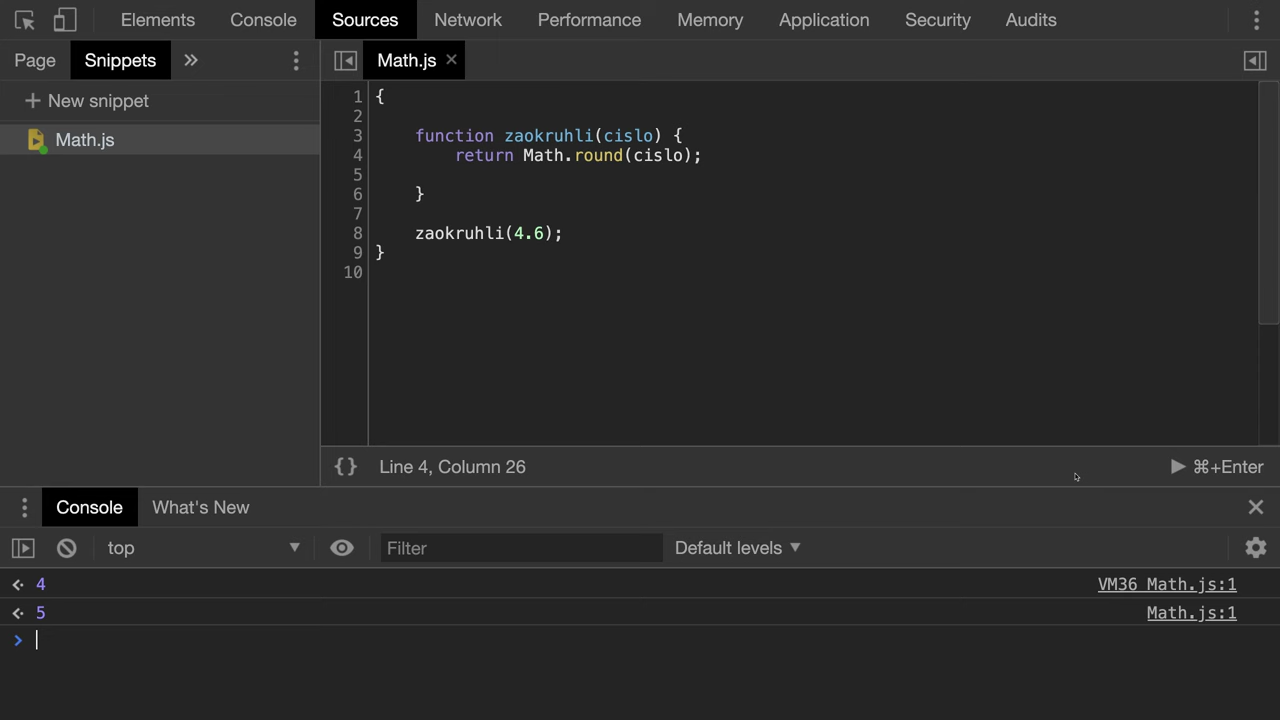 Elements Console Sources Network Performance Memory Application Security Audits
Page Snippets »
Math.js ×
+ New snippet
Math.js
1 {
2
3 function zaokruhli(cislo) {
4 return Math.round(cislo);
5
6 }
7
8 zaokruhli(4.6);
9 }
10
{} Line 4, Column 26 ⌘+Enter
Console What's New
top Filter Default levels
4 VM36 Math.js:1
5 Math.js:1
>